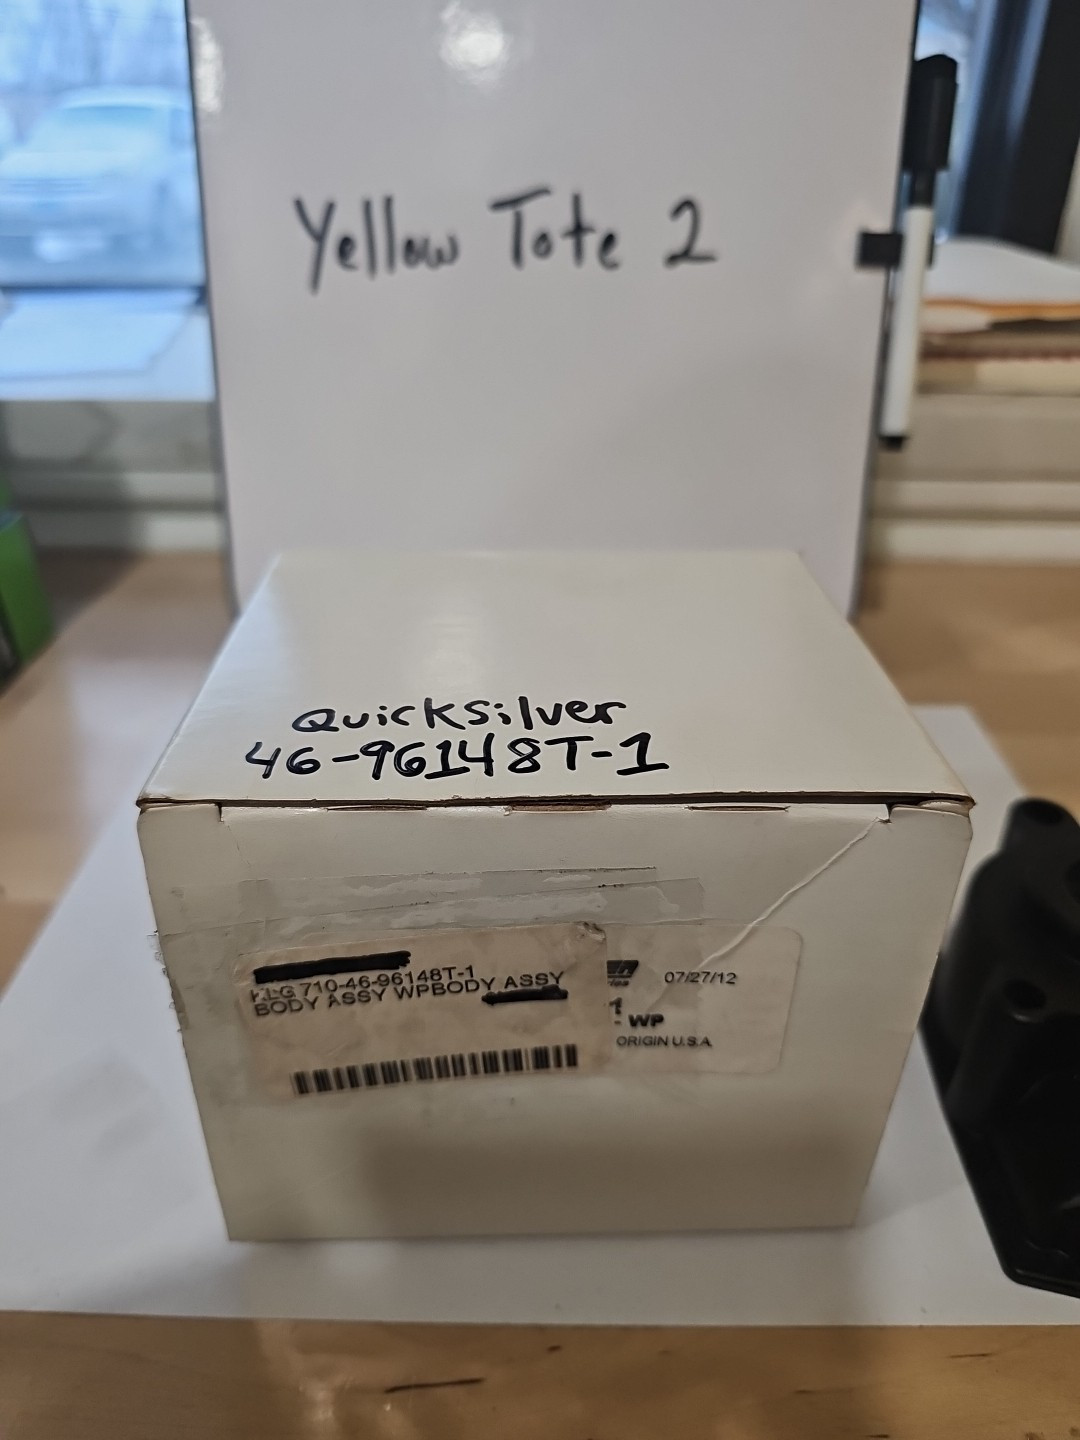 Yellow Tote 2
Quicksilver
46-96148T-1
710-46-96148T-1
BODY ASSY WPBODY ASSY
07/27/12
1
- WP
ORIGIN U.S.A.